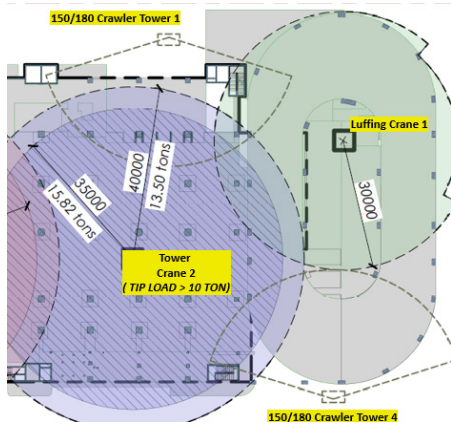 150/180 Crawler Tower 1
Luffing Crane 1
35000
15.82 tons
40000
13.50 tons
30000
Tower
Crane 2
( TIP LOAD > 10 TON)
150/180 Crawler Tower 4